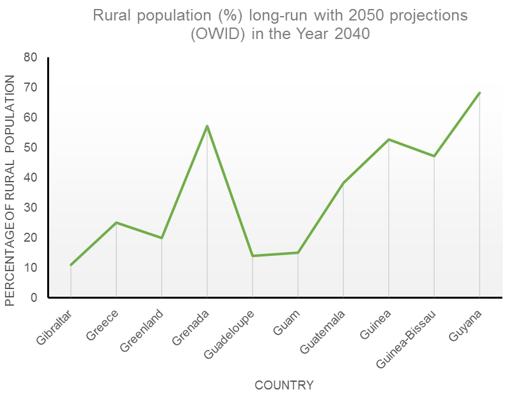 Rural population (%) long-run with 2050 projections
(OWID) in the Year 2040
PERCENTAGE OF RURAL POPULATION
80
70
60
50
40
30
20
10
0
Gibraltar
Greece
Greenland
Grenada
Guadeloupe
Guam
Guatemala
Guinea
Guinea-Bissau
Guyana
COUNTRY